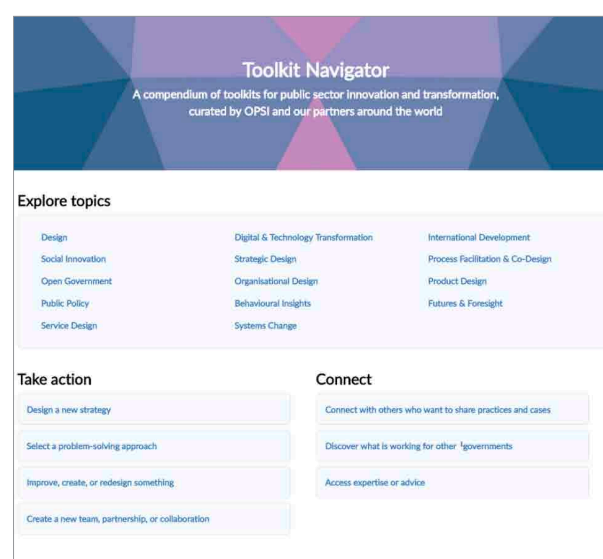 Toolkit Navigator
A compendium of toolkits for public sector innovation and transformation,
curated by OPSI and our partners around the world
Explore topics
Design
Social Innovation
Open Government
Public Policy
Service Design
Digital & Technology Transformation
Strategic Design
Organisational Design
Behavioural Insights
Systems Change
International Development
Process Facilitation & Co-Design
Product Design
Futures & Foresight
Take action
Design a new strategy
Select a problem-solving approach
Improve, create, or redesign something
Create a new team, partnership, or collaboration
Connect
Connect with others who want to share practices and cases
Discover what is working for other governments
Access expertise or advice